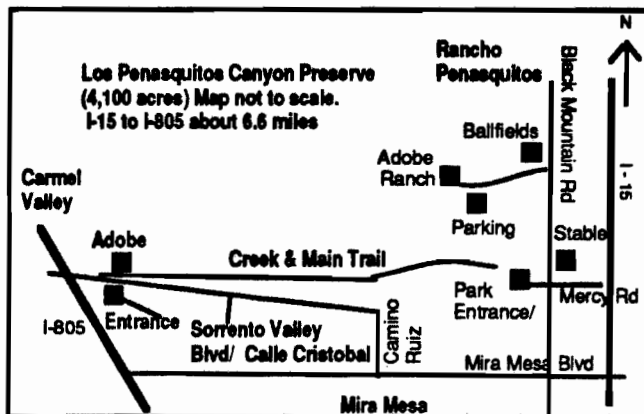 N
Los Penasquitos Canyon Preserve
(4,100 acres) Map not to scale.
I-15 to I-805 about 6.6 miles
Rancho
Penasquitos
Black Mountain Rd
I - 15
Ballfields
Adobe
Ranch
Parking
Stable
Carmel
Valley
Adobe
Creek & Main Trail
Park
Entrance/
Mercy Rd
I-805
Entrance
Sorrento Valley
Blvd/ Calle Cristobal
Camino
Ruiz
Mira Mesa Blvd
Mira Mesa